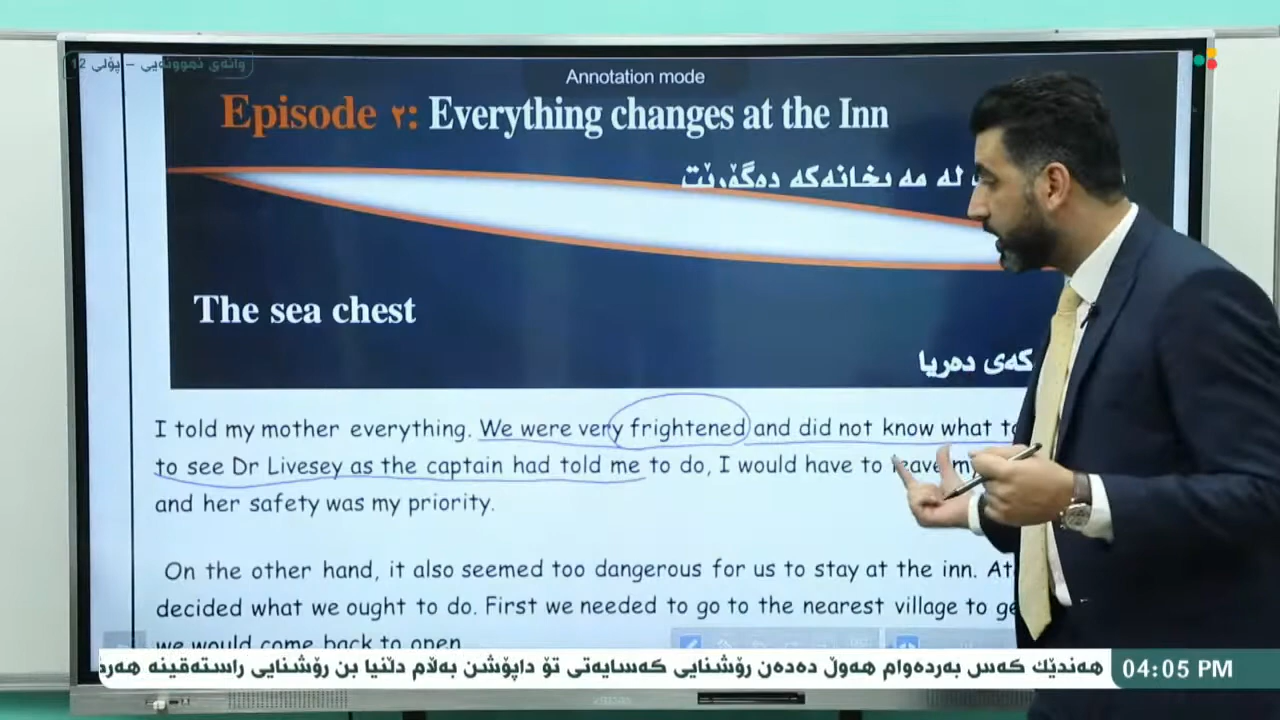 وانەی نموونەیی - پۆلی 12
Annotation mode
Episode ٢: Everything changes at the Inn
لە مەیخانەکە دەگۆڕێت
The sea chest
کەی دەریا
I told my mother everything. We were very frightened and did not know what to
to see Dr Livesey as the captain had told me to do, I would have to leave my
and her safety was my priority.
On the other hand, it also seemed too dangerous for us to stay at the inn. At
decided what we ought to do. First we needed to go to the nearest village to ge
we would come back to open
هەندێك کەس بەردەوام هەوڵ دەدەن رۆشنایی کەسایەتی تۆ داپۆشن بەڵام دڵنیا بن رۆشنایی راستەقینە هەرد
04:05 PM